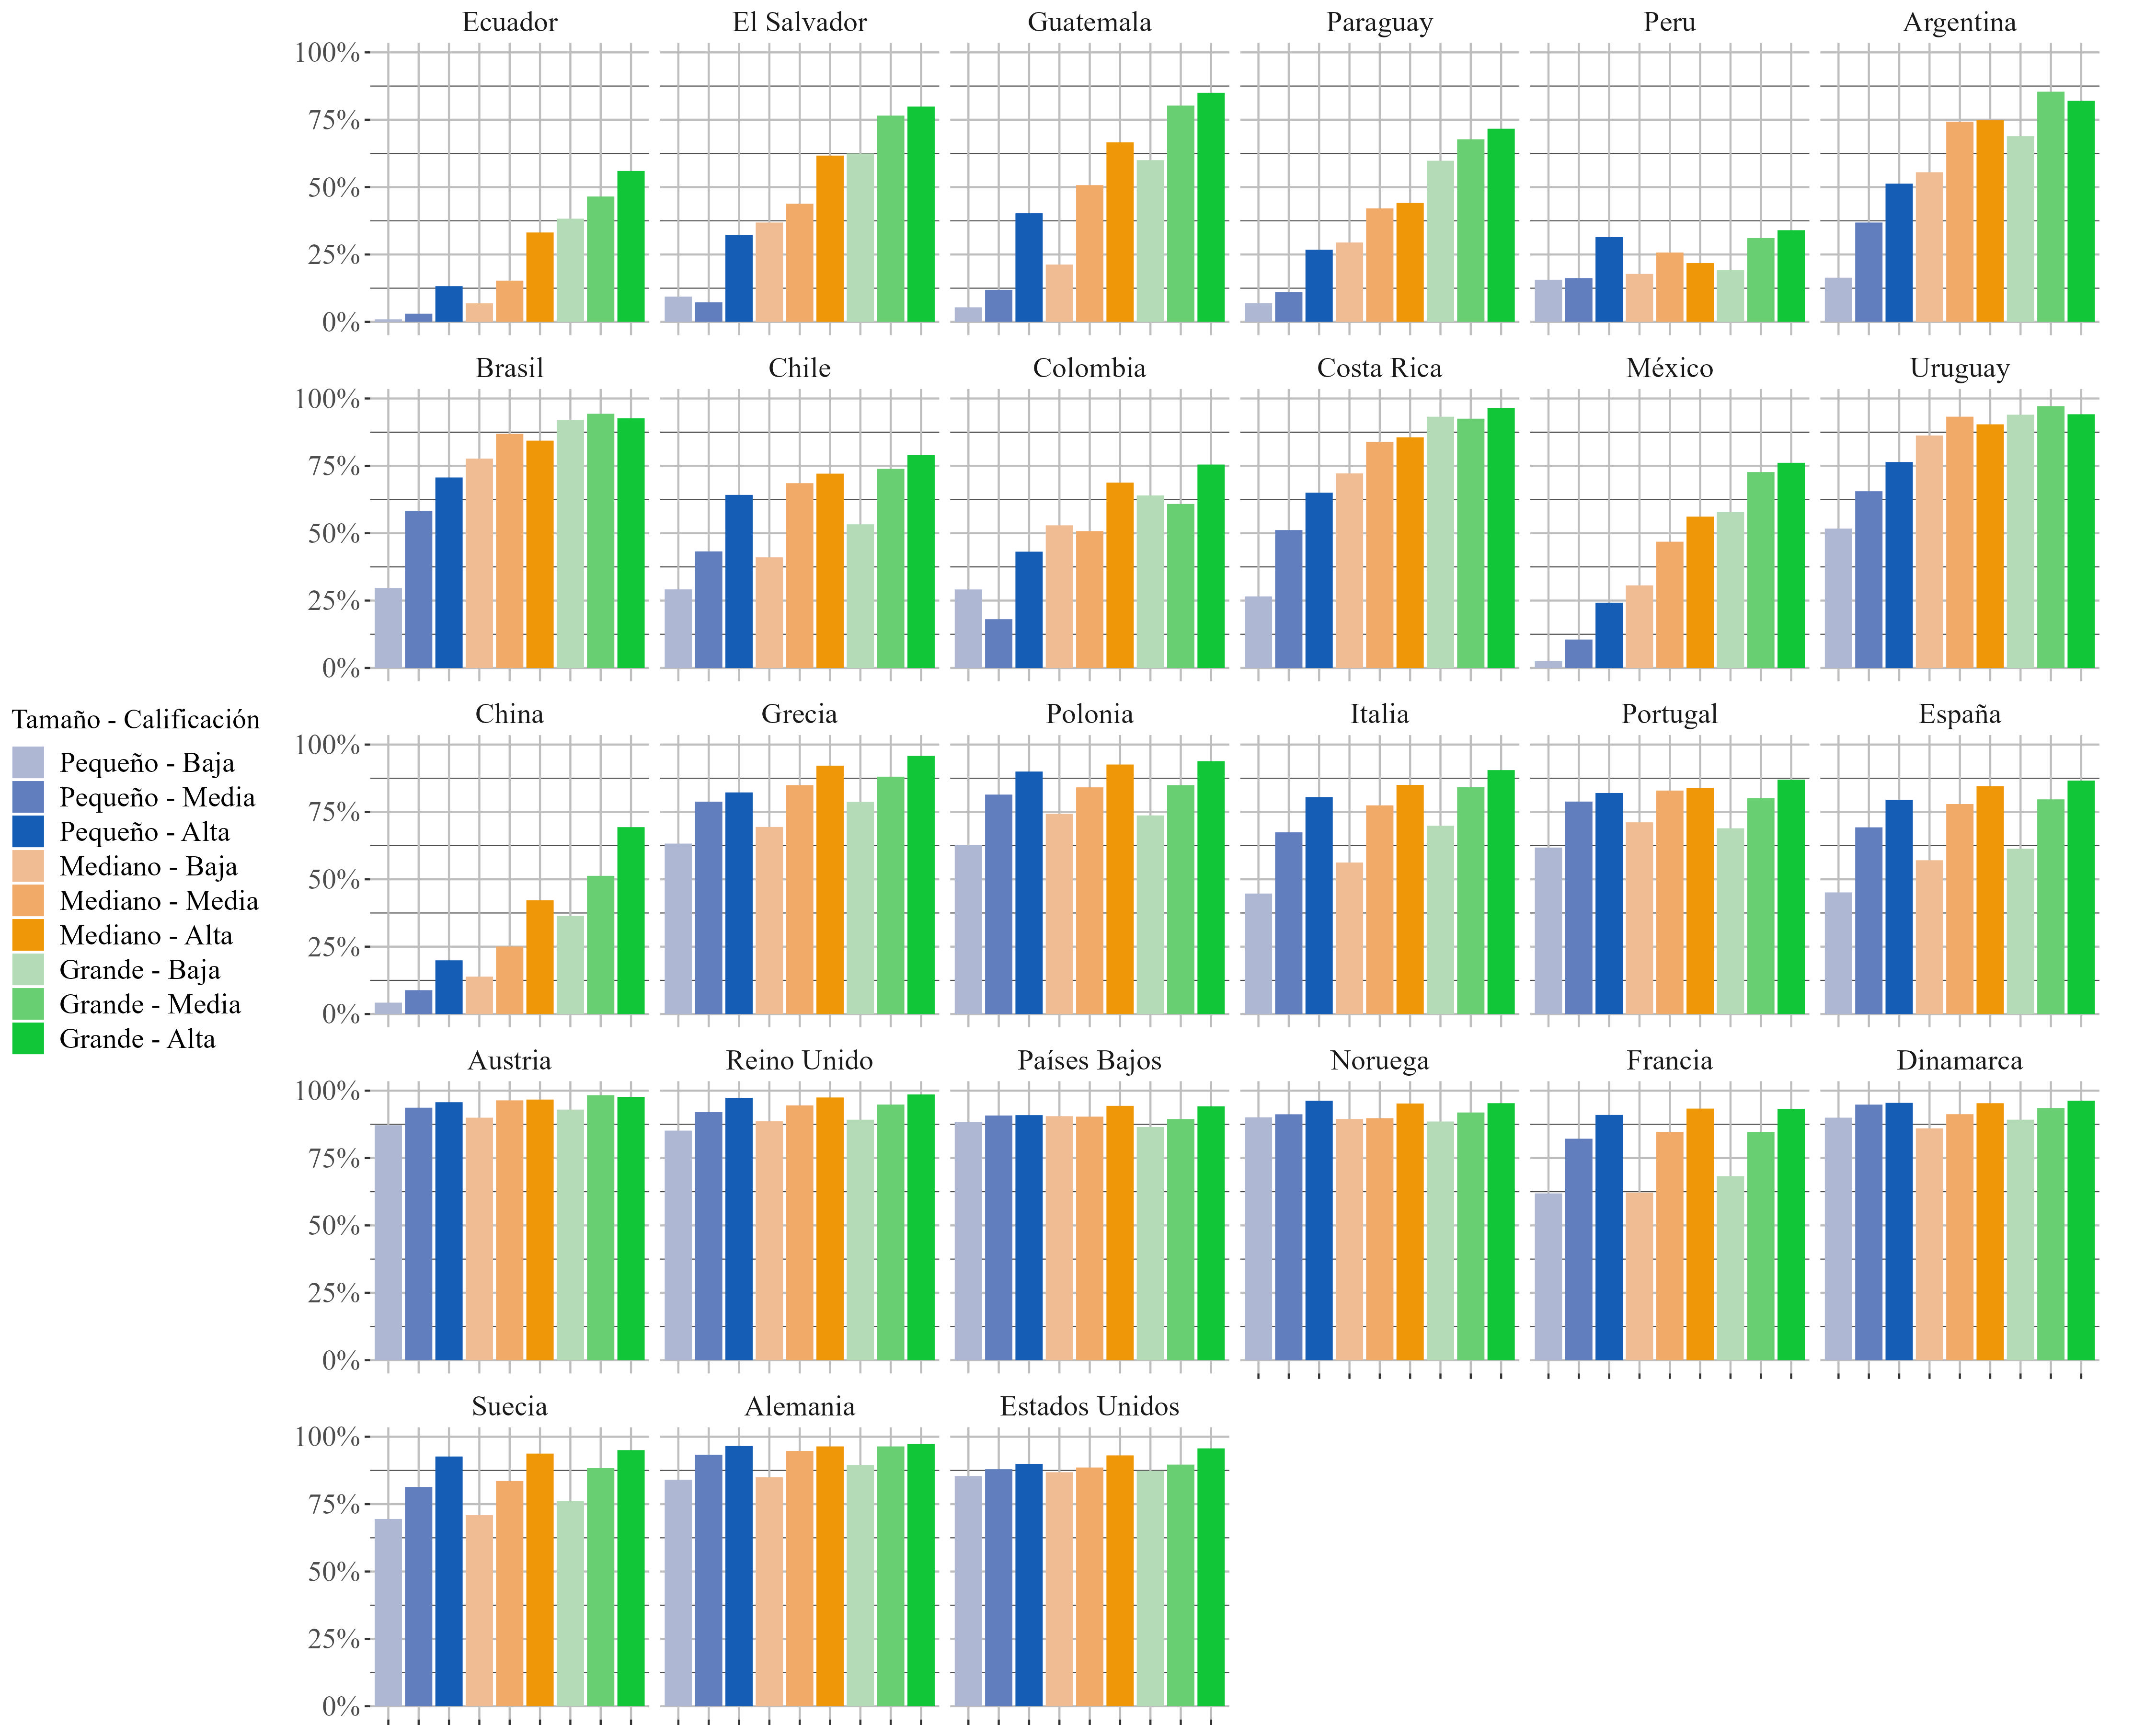 Ecuador El Salvador Guatemala Paraguay Peru Argentina
100%
75%
50%
25%
0%
Brasil Chile Colombia Costa Rica México Uruguay
100%
75%
50%
25%
0%
Tamaño - Calificación
Pequeño - Baja
Pequeño - Media
Pequeño - Alta
Mediano - Baja
Mediano - Media
Mediano - Alta
Grande - Baja
Grande - Media
Grande - Alta
China Grecia Polonia Italia Portugal España
100%
75%
50%
25%
0%
Austria Reino Unido Países Bajos Noruega Francia Dinamarca
100%
75%
50%
25%
0%
Suecia Alemania Estados Unidos
100%
75%
50%
25%
0%